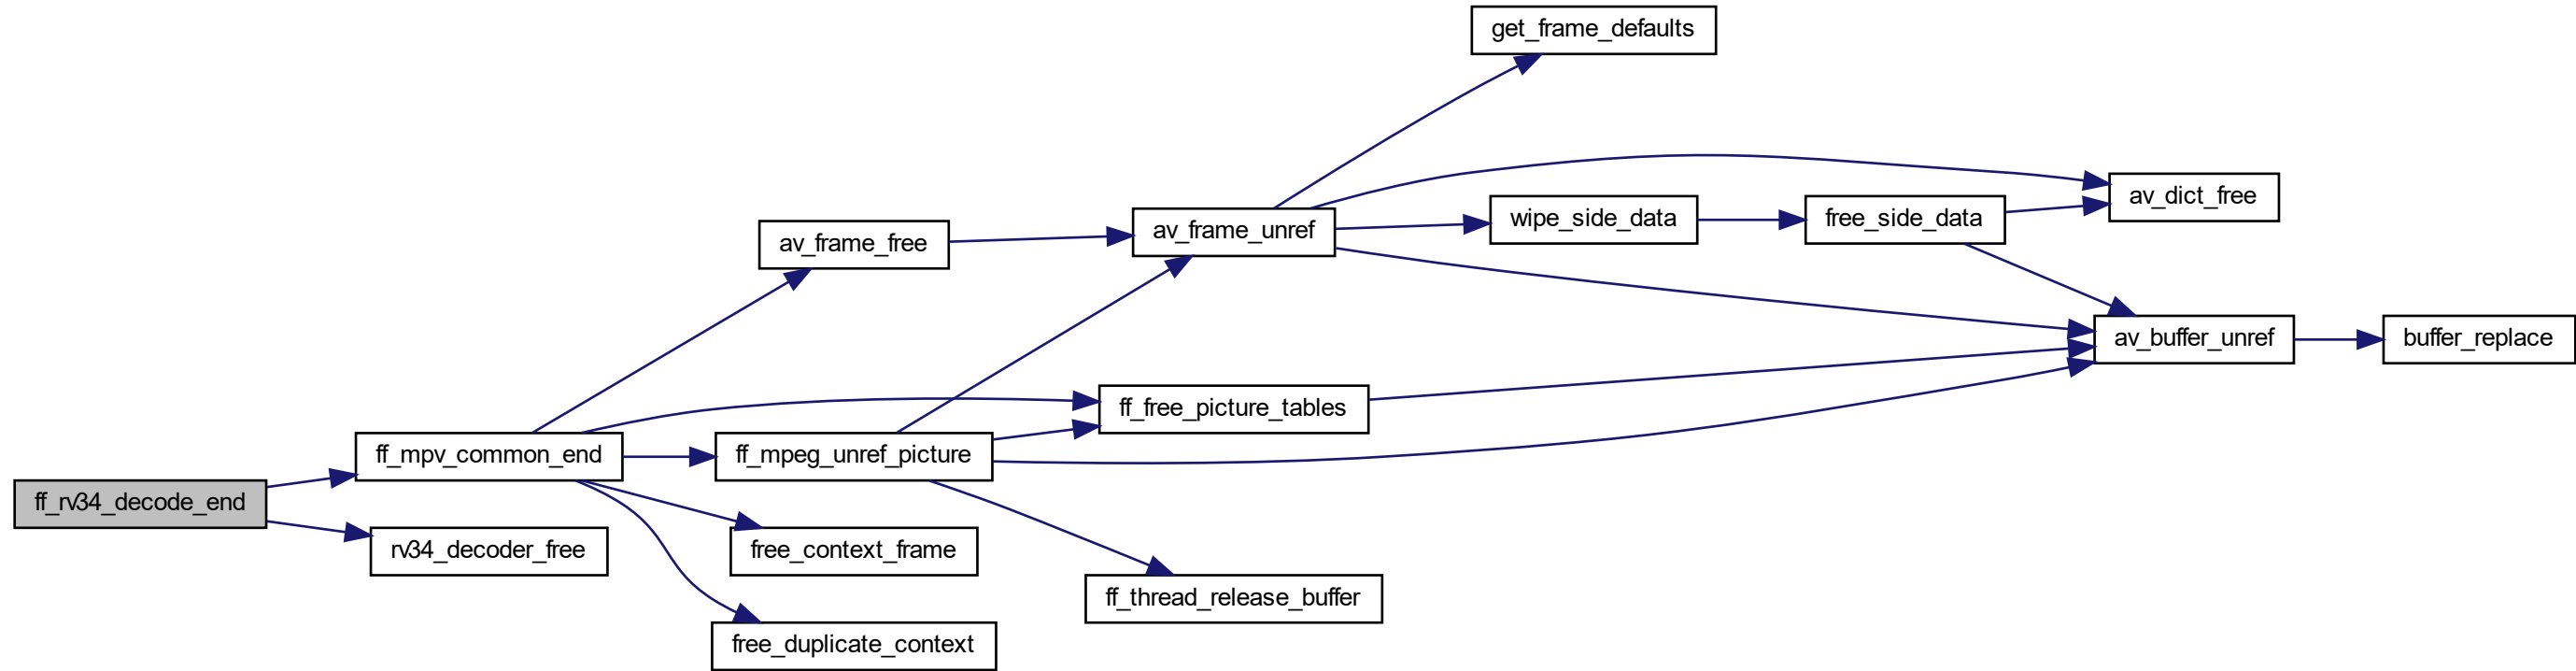 get_frame_defaults
av_dict_free
wipe_side_data
free_side_data
av_frame_unref
av_frame_free
av_buffer_unref
buffer_replace
ff_free_picture_tables
ff_mpv_common_end
ff_mpeg_unref_picture
ff_rv34_decode_end
rv34_decoder_free
free_context_frame
ff_thread_release_buffer
free_duplicate_context